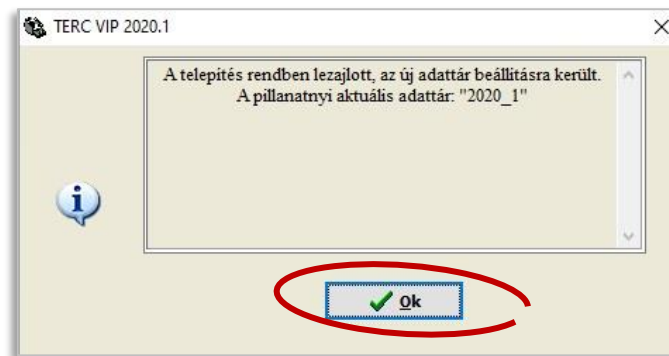 TERC VIP 2020.1
A telepítés rendben lezajlott, az új adattár beállításra került.
A pillanatnyi aktuális adattár: "2020_1"
Ok